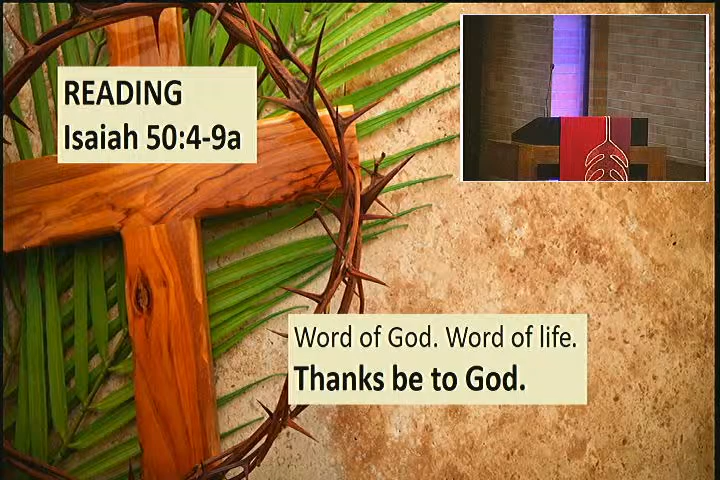 READING
Isaiah 50:4-9a
Word of God. Word of life.
Thanks be to God.